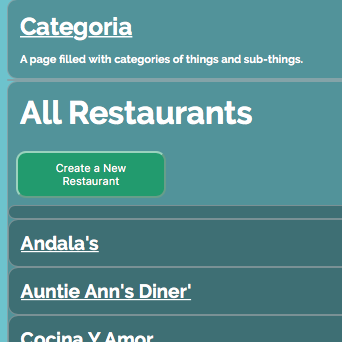 Categoria
A page filled with categories of things and sub-things.
All Restaurants
Create a New
Restaurant
Andala's
Auntie Ann's Diner'
Cocina Y Amor